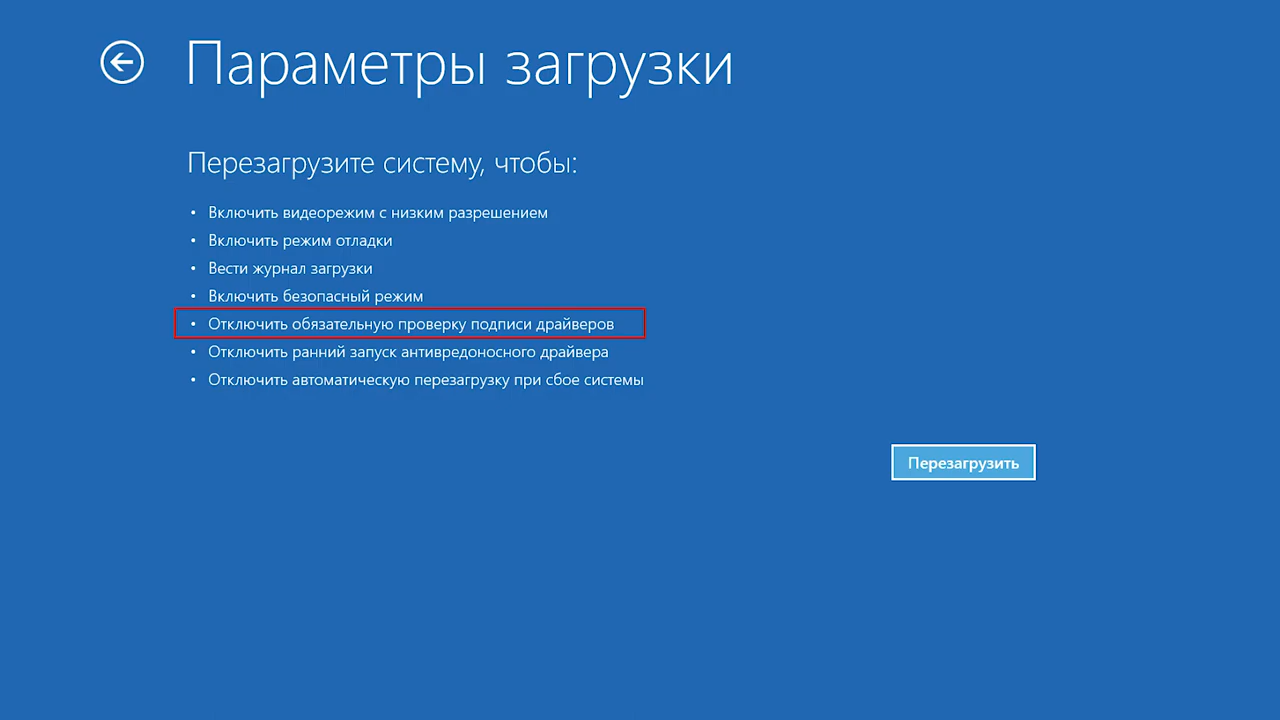 Параметры загрузки
Перезагрузите систему, чтобы:
• Включить видеорежим с низким разрешением
• Включить режим отладки
• Вести журнал загрузки
• Включить безопасный режим
• Отключить обязательную проверку подписи драйверов
• Отключить ранний запуск антивредоносного драйвера
• Отключить автоматическую перезагрузку при сбое системы
Перезагрузить